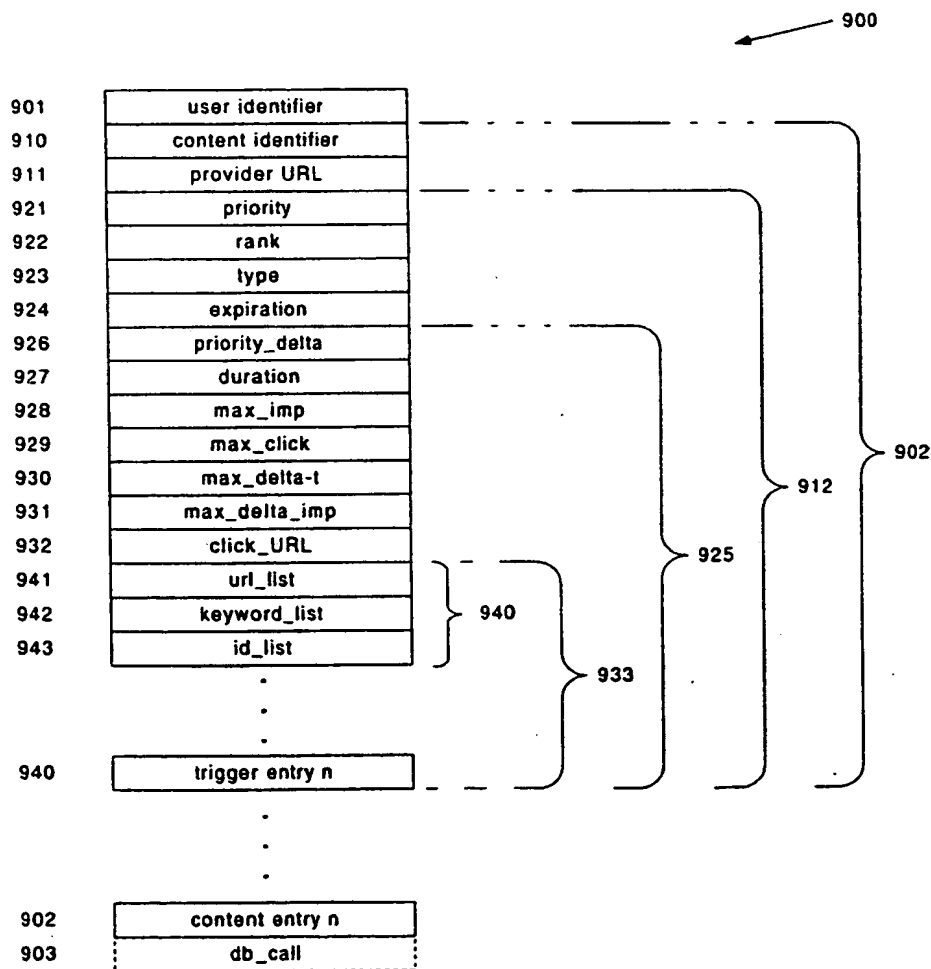 900
901 user identifier
910 content identifier
911 provider URL
921 priority
922 rank
923 type
924 expiration
926 priority_delta
927 duration
928 max_imp
929 max_click
902
930 max_delta-t
912
931 max_delta_imp
932 click_URL
925
941 url_list
942 keyword_list
940
943 id_list
933
940 trigger entry n
902 content entry n
903 db_call